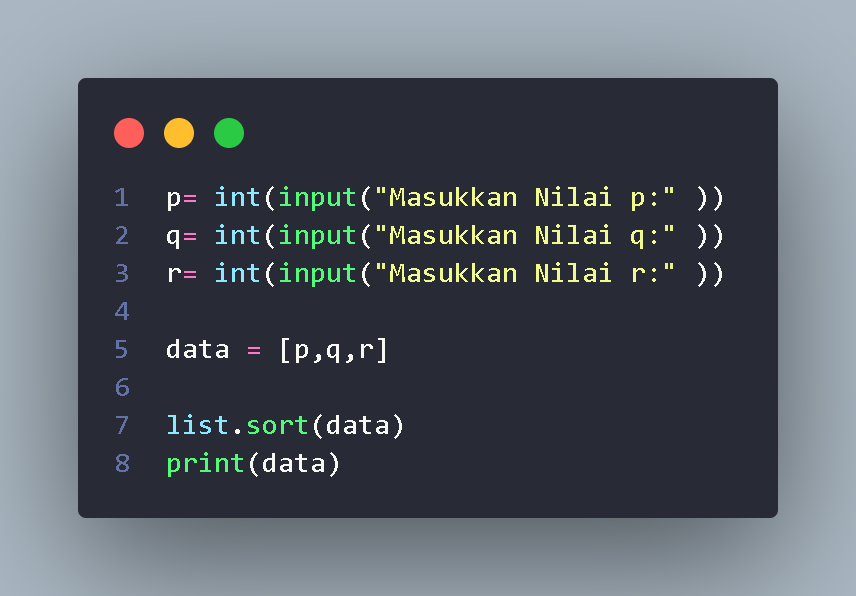 1 p= int(input("Masukkan Nilai p:" ))
2 q= int(input("Masukkan Nilai q:" ))
3 r= int(input("Masukkan Nilai r:" ))
4
5 data = [p,q,r]
6
7 list.sort(data)
8 print(data)